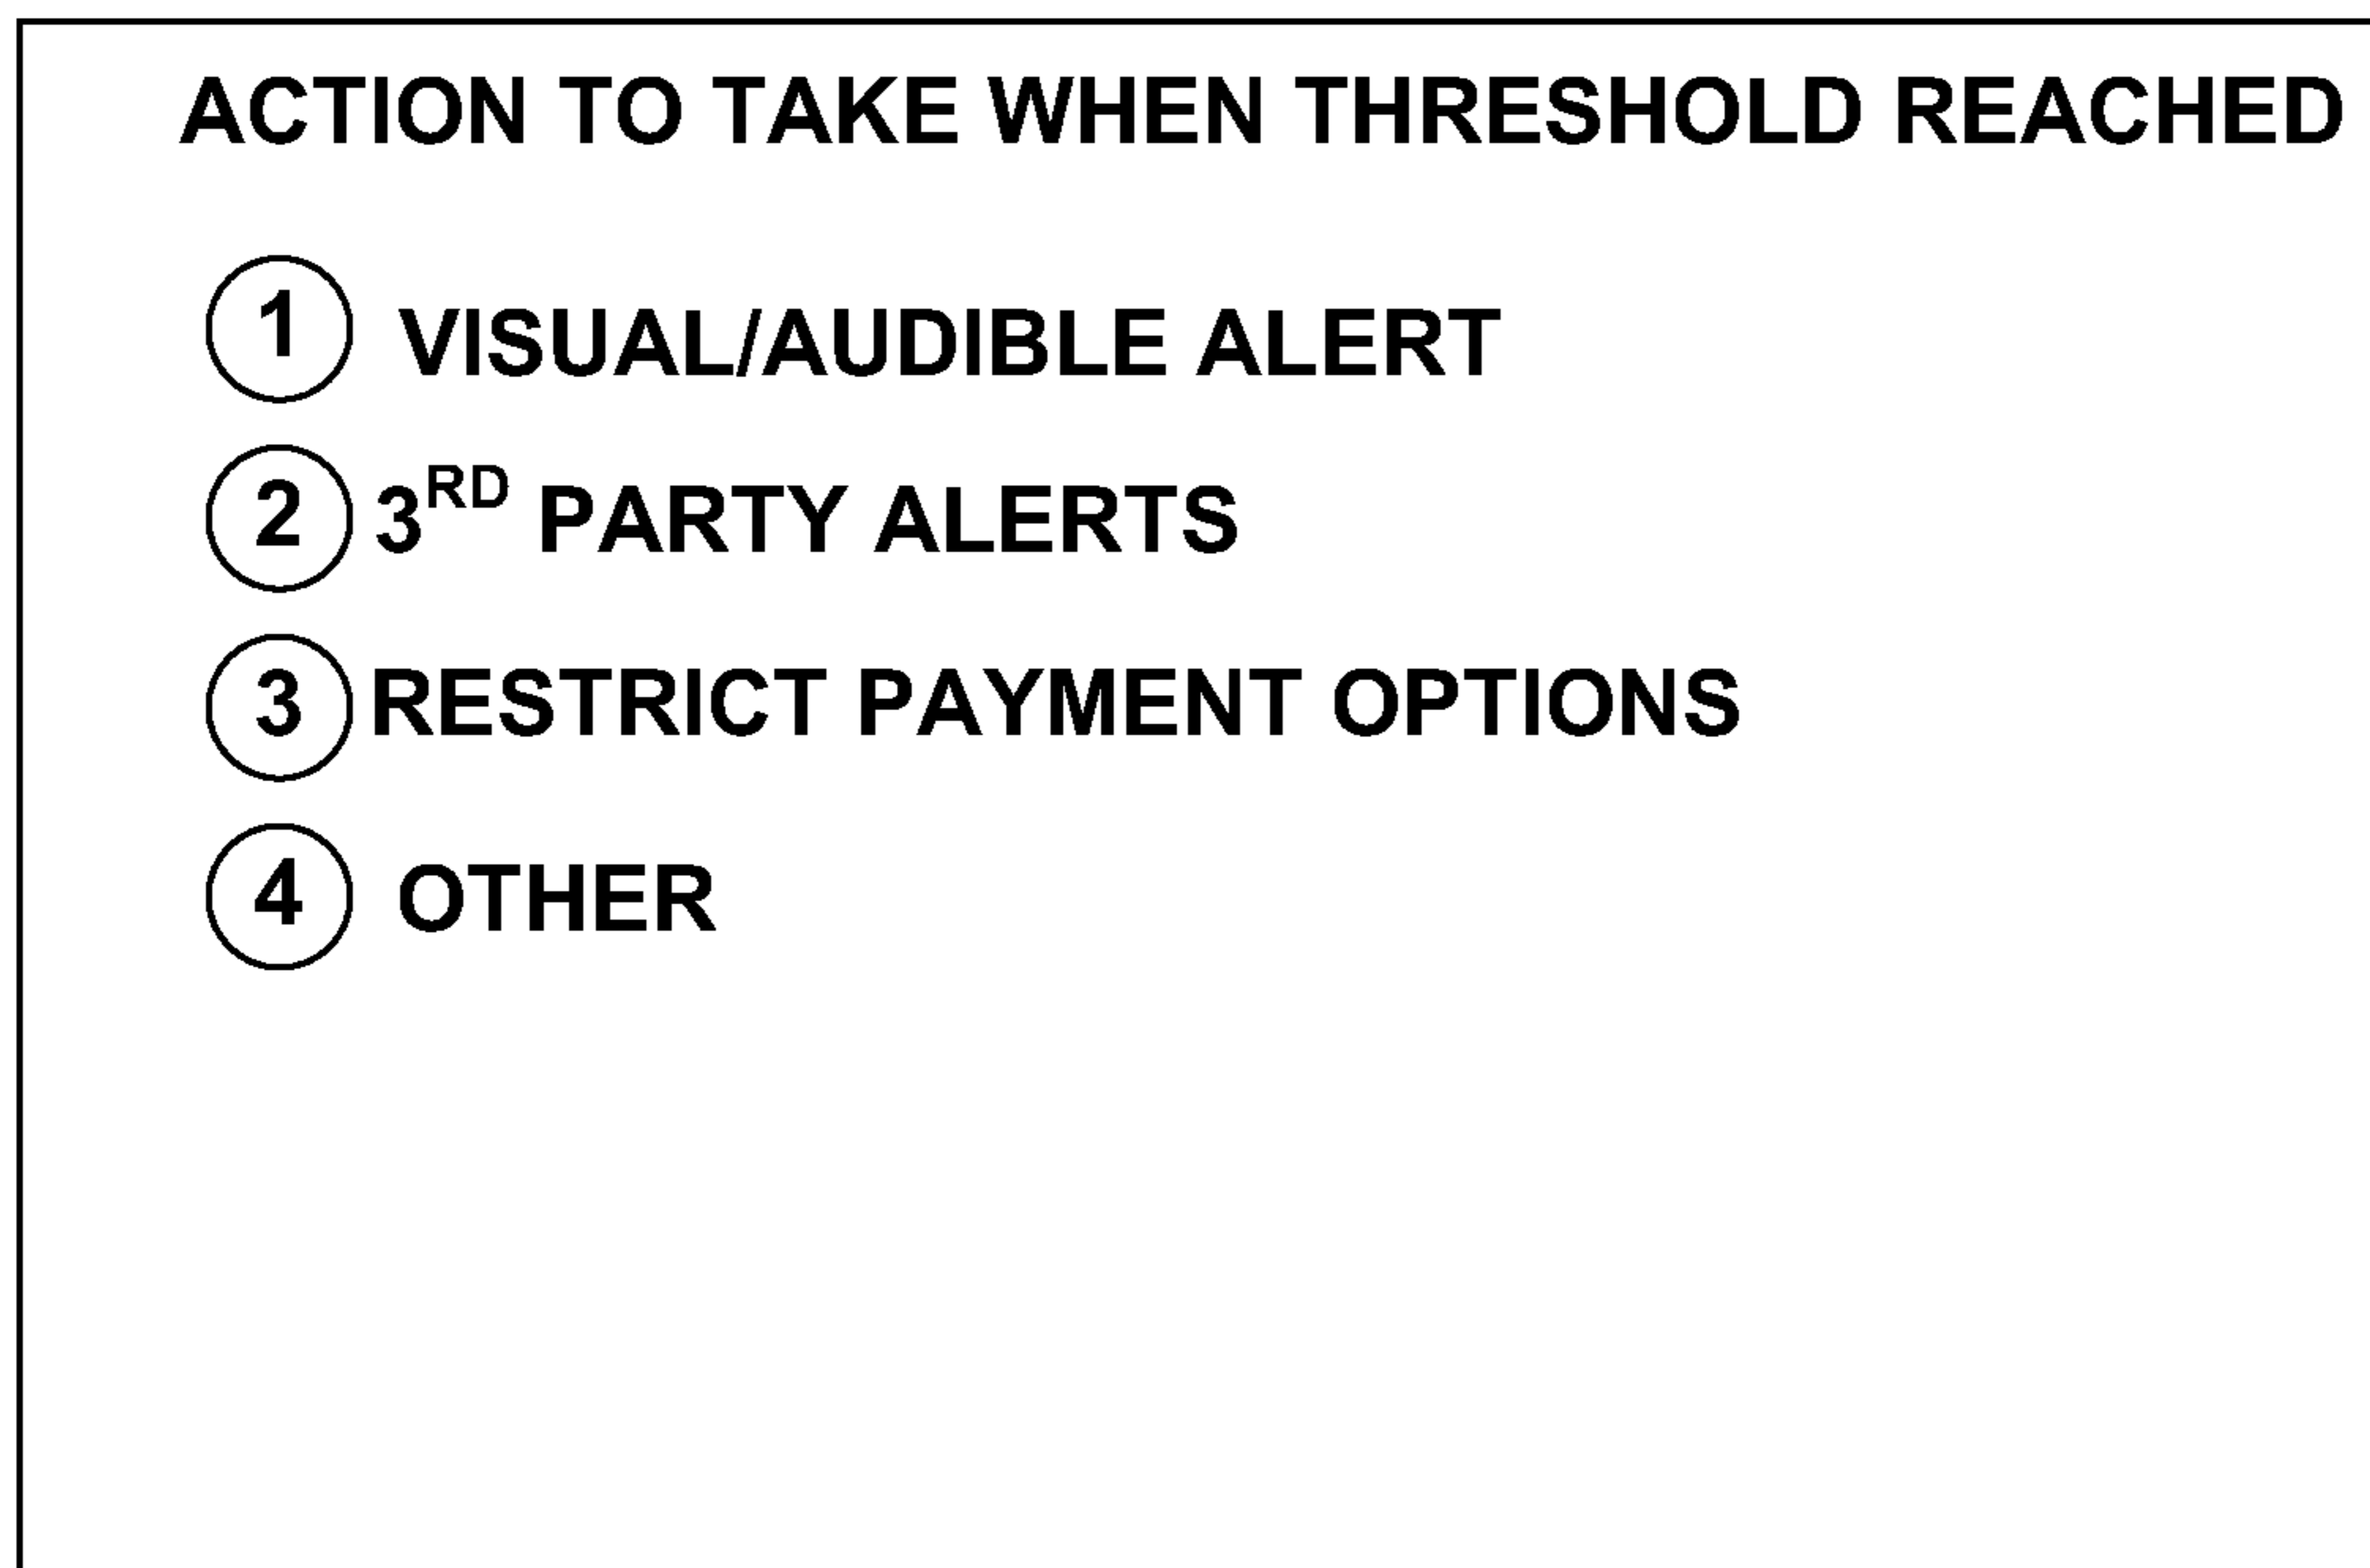 ACTION TO TAKE WHEN THRESHOLD REACHED
1 VISUAL/AUDIBLE ALERT
2 3RD PARTY ALERTS
3 RESTRICT PAYMENT OPTIONS
4 OTHER